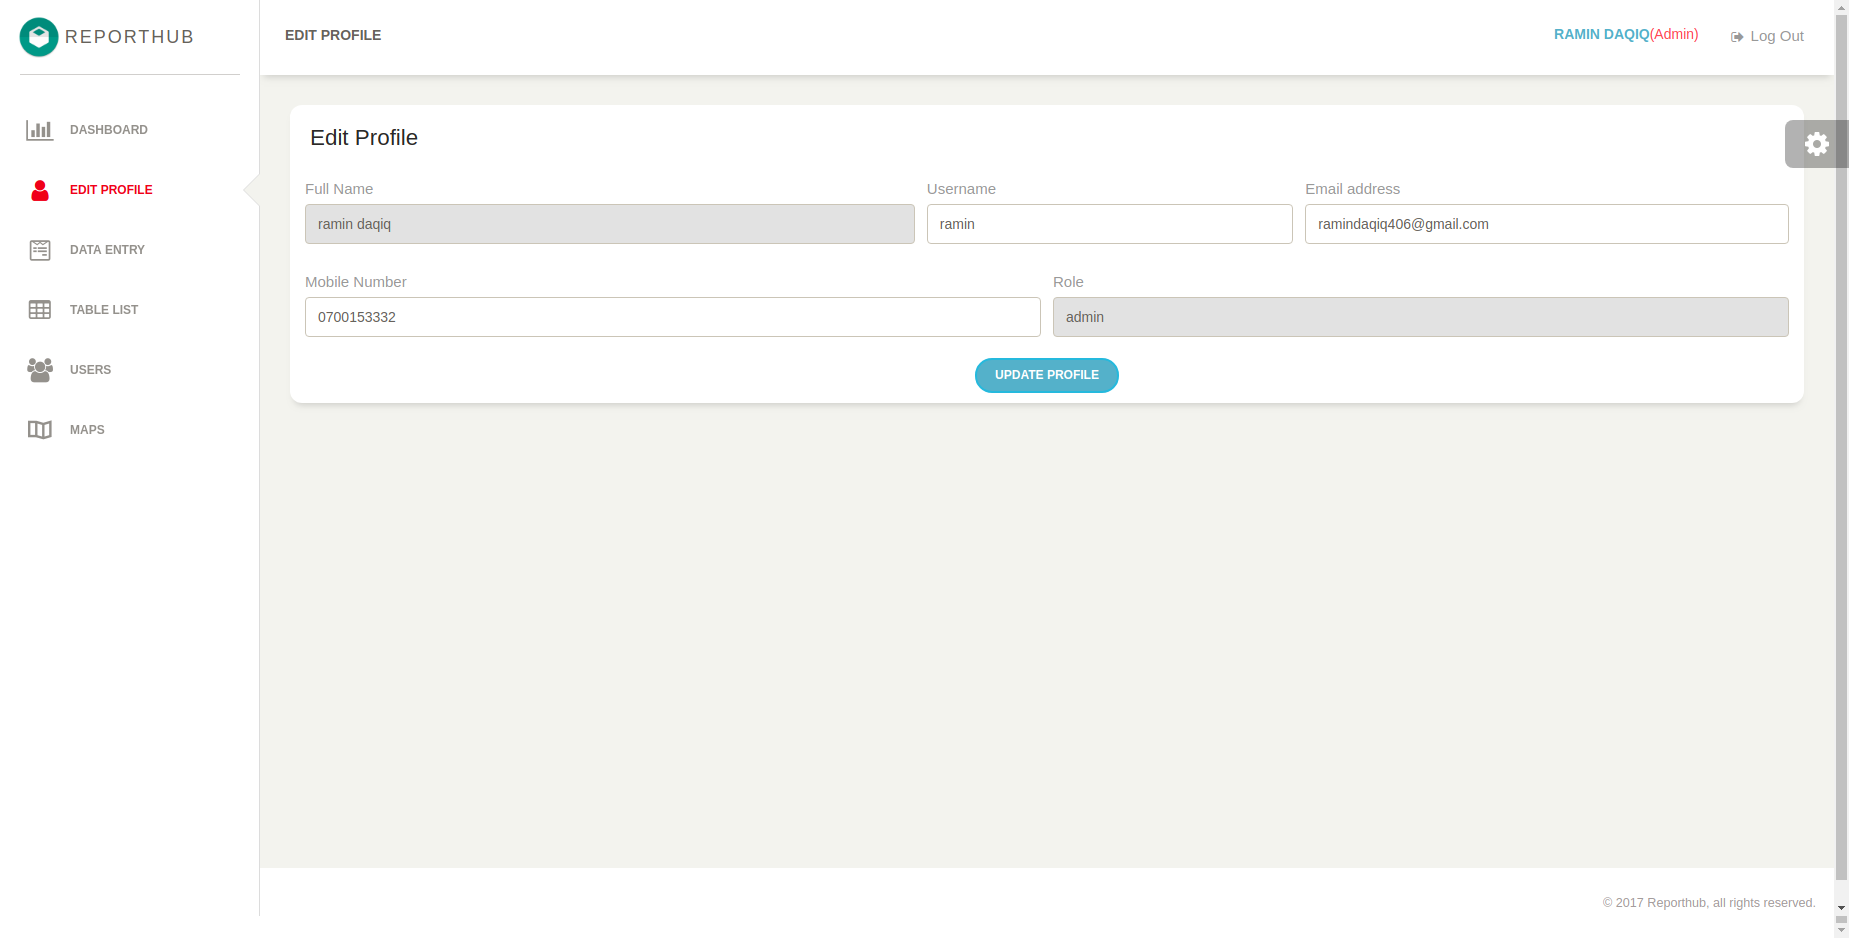 REPORTHUB
EDIT PROFILE
RAMIN DAQIQ(Admin)
Log Out
DASHBOARD
EDIT PROFILE
DATA ENTRY
TABLE LIST
USERS
MAPS
Edit Profile
Full Name
Username
Email address
ramin daqiq
ramin
ramindaqiq406@gmail.com
Mobile Number
Role
0700153332
admin
UPDATE PROFILE
© 2017 Reporthub, all rights reserved.